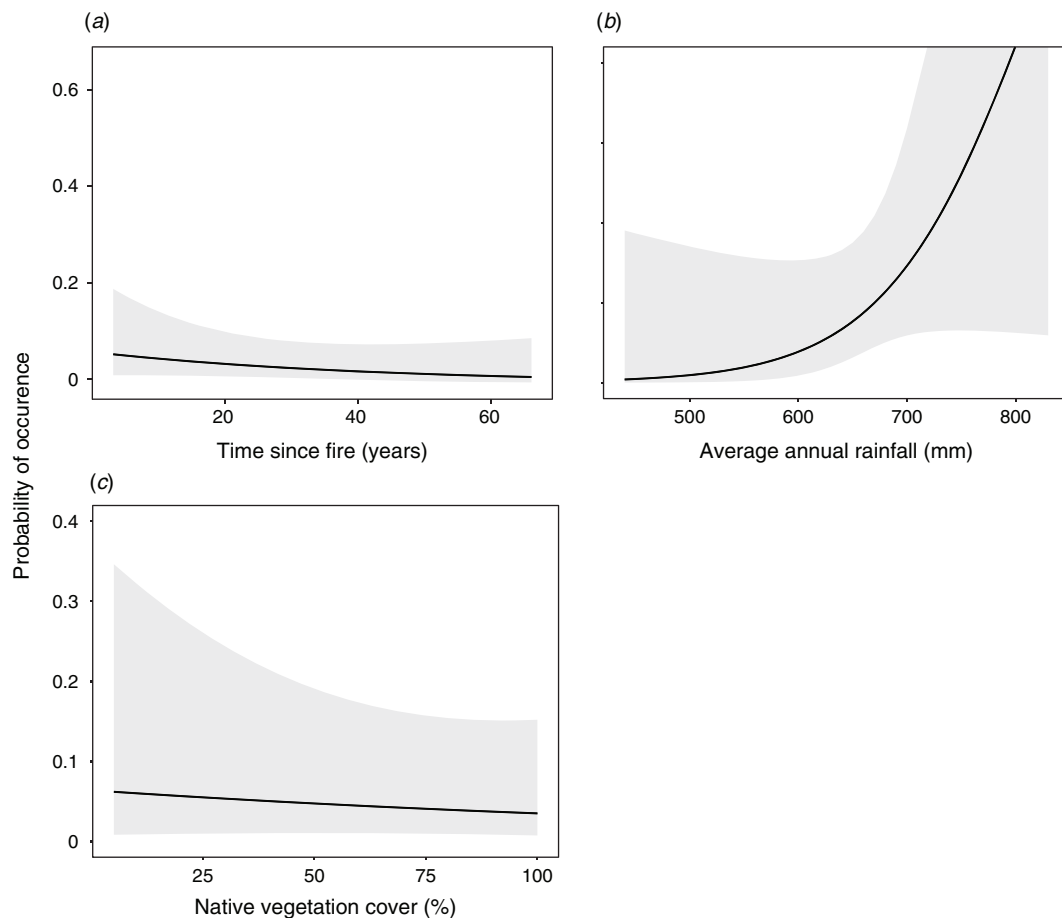 (a)
(b)
0.6
0.4
0.2
0
20
40
60
500
600
700
800
Time since fire (years)
Average annual rainfall (mm)
Probability of occurence
(c)
0.4
0.3
0.2
0.1
0
25
50
75
100
Native vegetation cover (%)